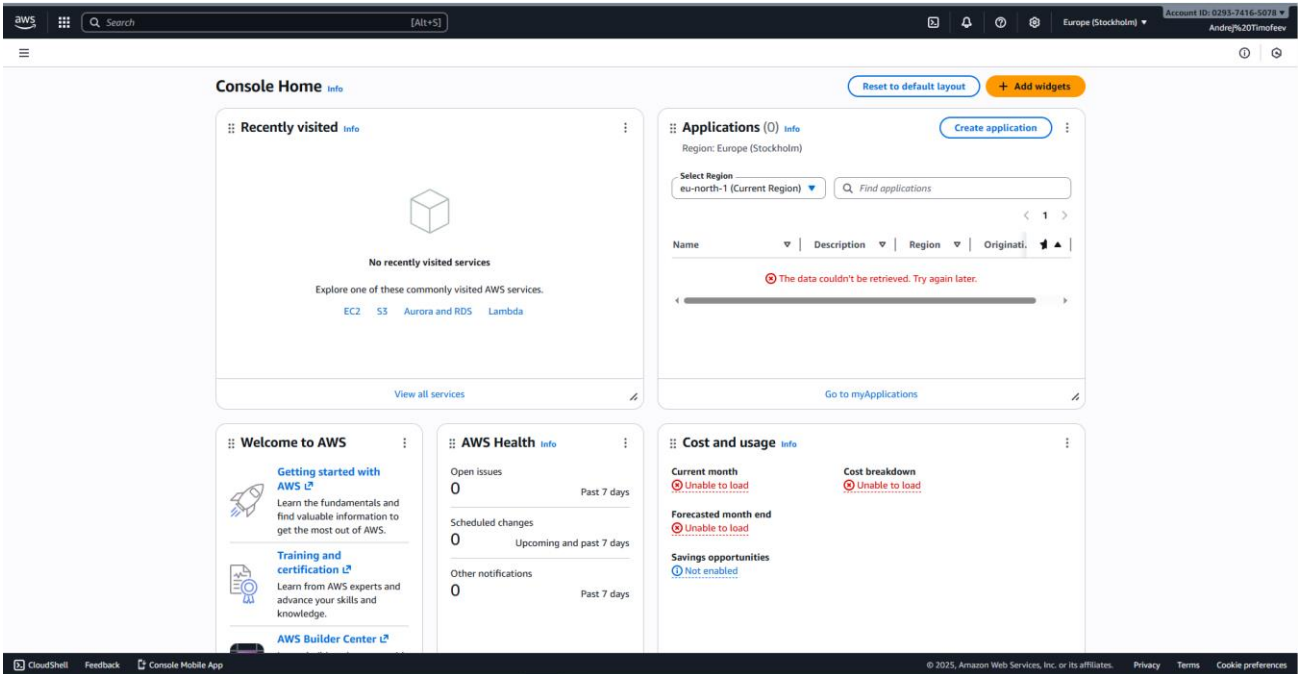 aws
Search [Alt+S]
Europe (Stockholm)
Account ID: 0293-7416-5078
Andrej%20Timofeev
Console Home Info
Reset to default layout
+ Add widgets
Recently visited Info
No recently visited services
Explore one of these commonly visited AWS services.
EC2 S3 Aurora and RDS Lambda
View all services
Applications (0) Info
Create application
Region: Europe (Stockholm)
Select Region
eu-north-1 (Current Region)
Find applications
1
Name Description Region Originati.
The data couldn't be retrieved. Try again later.
Go to myApplications
Welcome to AWS
Getting started with
AWS
Learn the fundamentals and
find valuable information to
get the most out of AWS.
Training and
certification
Learn from AWS experts and
advance your skills and
knowledge.
AWS Builder Center
AWS Health Info
Open issues
0 Past 7 days
Scheduled changes
0 Upcoming and past 7 days
Other notifications
0 Past 7 days
Cost and usage Info
Current month
Unable to load
Forecasted month end
Unable to load
Savings opportunities
Not enabled
Cost breakdown
Unable to load
CloudShell Feedback Console Mobile App
© 2025, Amazon Web Services, Inc. or its affiliates. Privacy Terms Cookie preferences